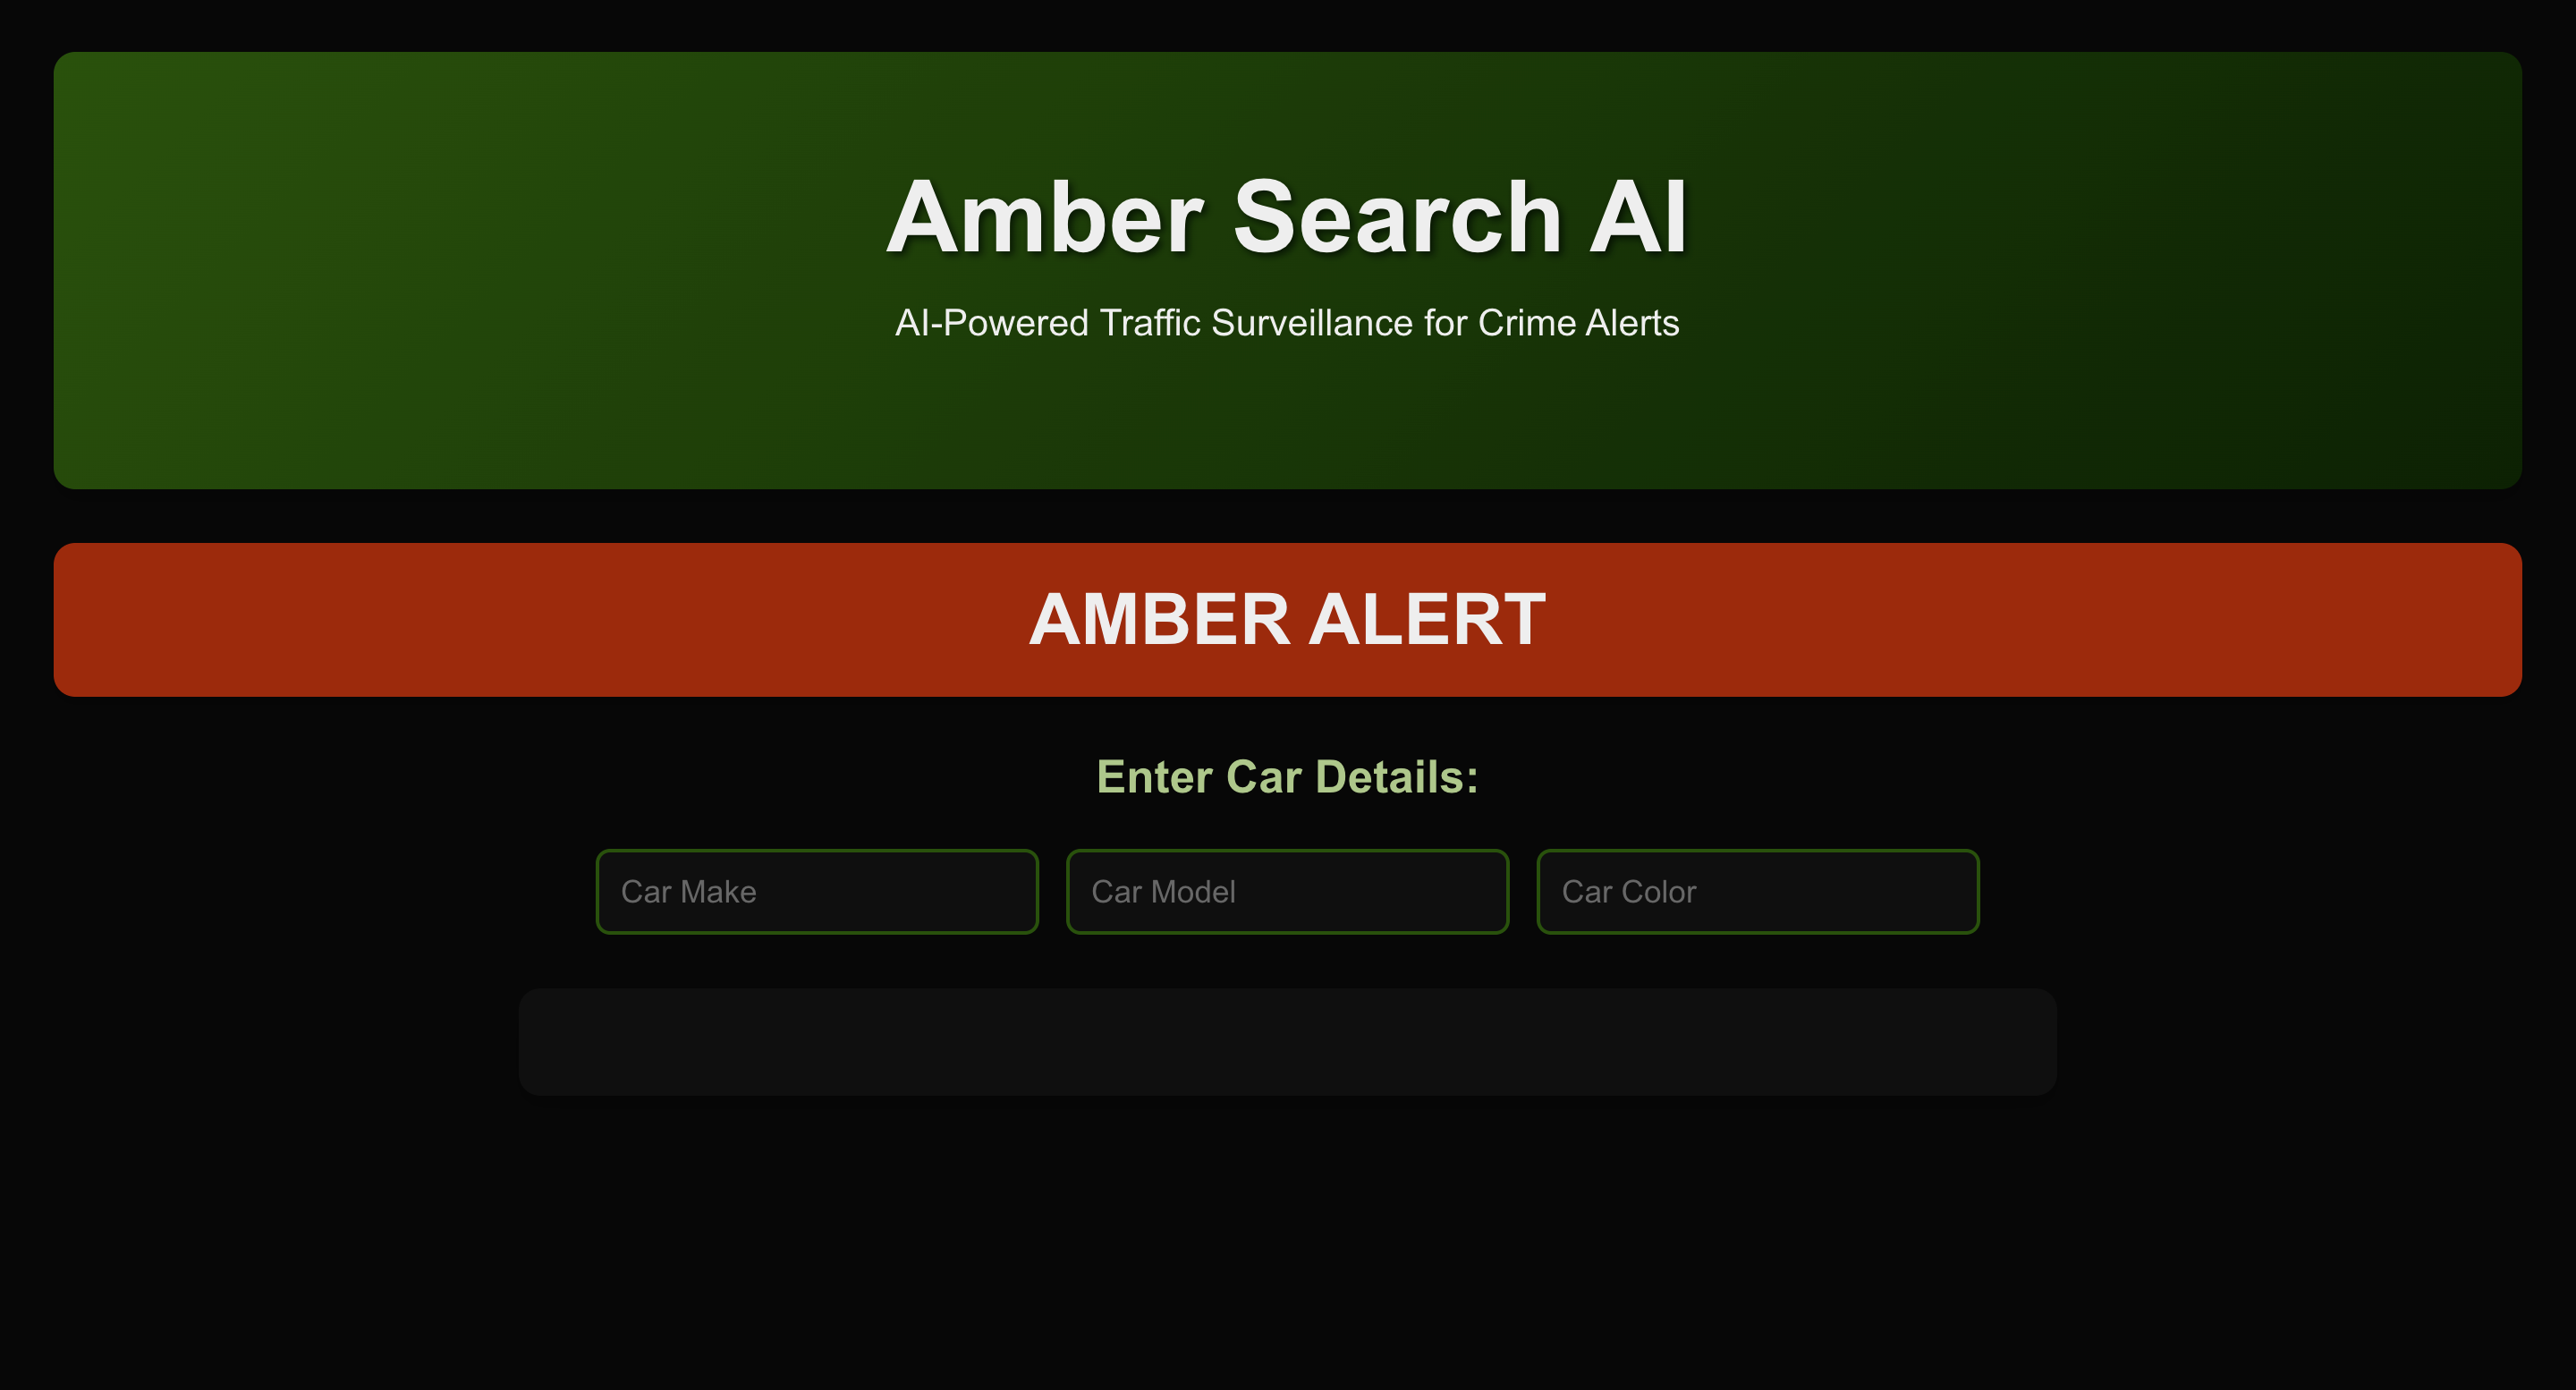 Amber Search AI
AI-Powered Traffic Surveillance for Crime Alerts
AMBER ALERT
Enter Car Details:
Car Make
Car Model
Car Color